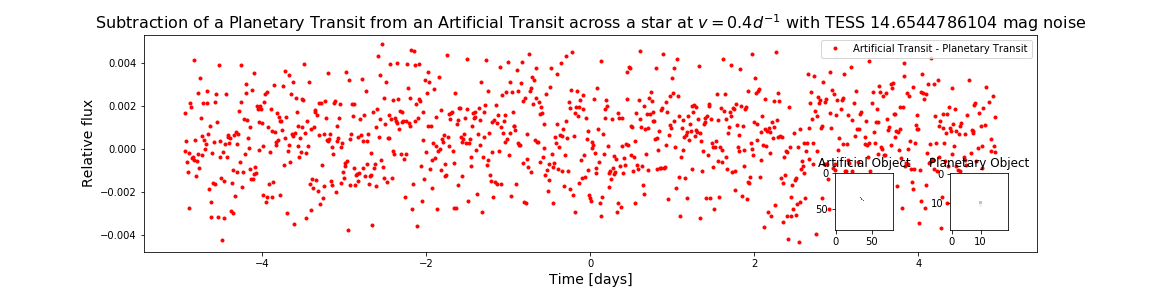 Subtraction of a Planetary Transit from an Artificial Transit across a star at v = 0.4d⁻¹ with TESS 14.6544786104 mag noise
Artificial Transit - Planetary Transit
Relative flux
0.004
0.002
0.000
−0.002
−0.004
Artificial Object
0
50
0 50
Planetary Object
0
10
0 10
−4 −2 0 2 4
Time [days]